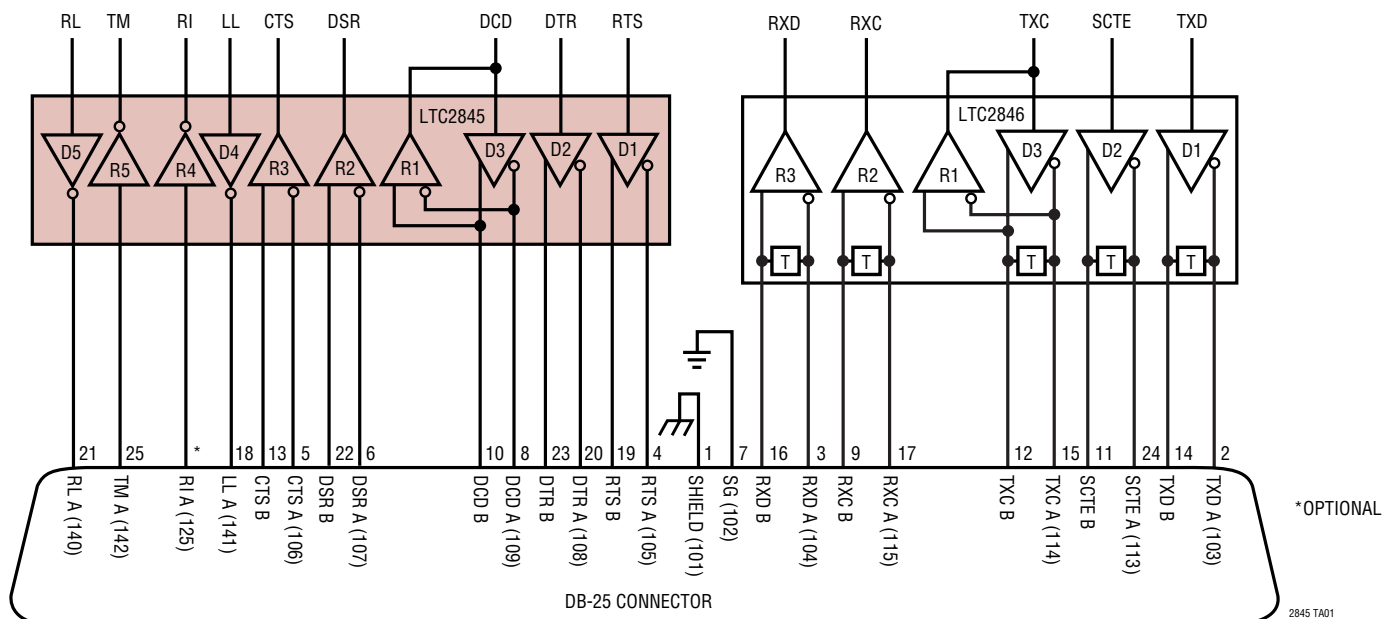 RL TM RI LL CTS DSR DCD DTR RTS RXD RXC TXC SCTE TXD
LTC2845 LTC2846
D5 R5 R4 D4 R3 R2 R1 D3 D2 D1 R3 R2 R1 D3 D2 D1
T T T T T
21 25 * 18 13 5 22 6 10 8 23 20 19 4 1 7 16 3 9 17 12 15 11 24 14 2
RL A (140)
TM A (142)
RI A (125)
LL A (141)
CTS B
CTS A (106)
DSR B
DSR A (107)
DCD B
DCD A (109)
DTR B
DTR A (108)
RTS B
RTS A (105)
SHIELD (101)
SG (102)
RXD B
RXD A (104)
RXC B
RXC A (115)
TXC B
TXC A (114)
SCTE B
SCTE A (113)
TXD B
TXD A (103)
*OPTIONAL
DB-25 CONNECTOR
2845 TA01